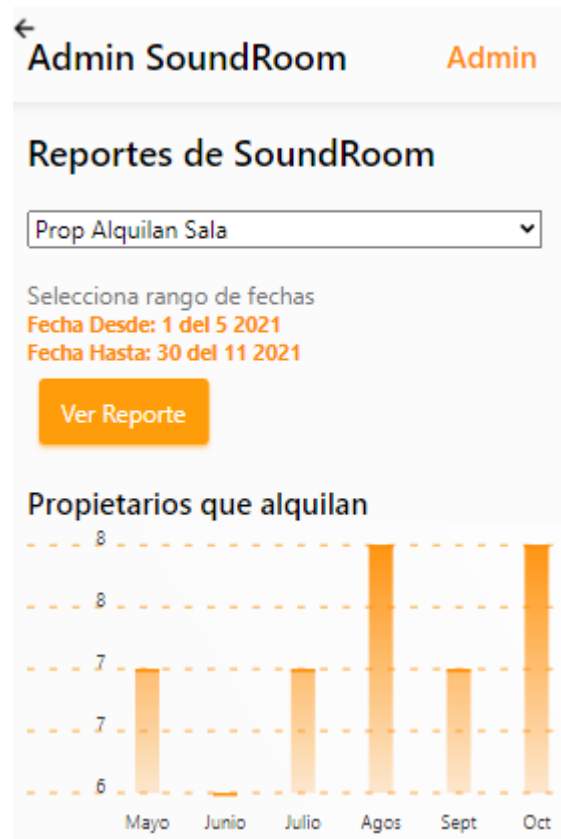 ←
Admin SoundRoom Admin
Reportes de SoundRoom
Prop Alquilan Sala
Selecciona rango de fechas
Fecha Desde: 1 del 5 2021
Fecha Hasta: 30 del 11 2021
Ver Reporte
Propietarios que alquilan
8
8
7
7
6
Mayo Junio Julio Agos Sept Oct